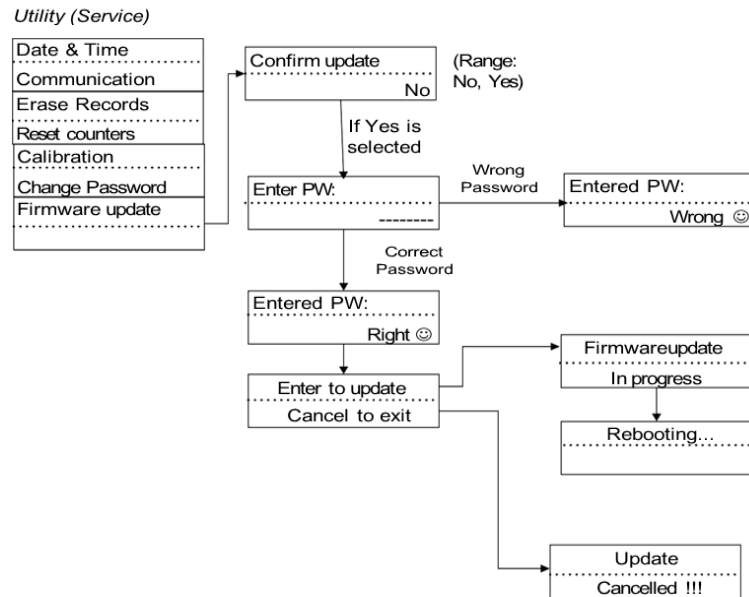 Utility (Service)
Date & Time
Communication
Erase Records
Reset counters
Calibration
Change Password
Firmware update
Confirm update
No
(Range:
No, Yes)
If Yes is
selected
Enter PW:
--------
Wrong
Password
Entered PW:
Wrong ☺
Correct
Password
Entered PW:
Right ☺
Enter to update
Cancel to exit
Firmwareupdate
In progress
Rebooting...
Update
Cancelled !!!